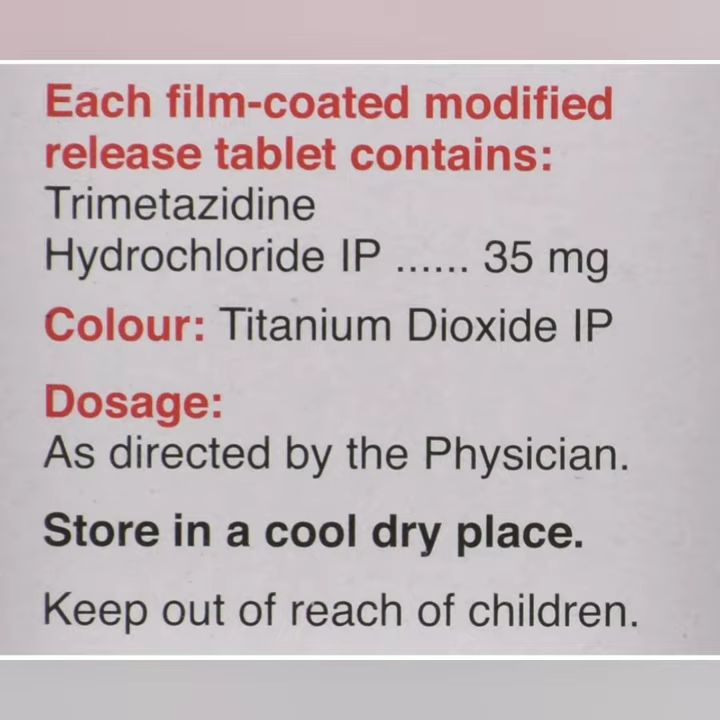 Each film-coated modified
release tablet contains:
Trimetazidine
Hydrochloride IP ...... 35 mg
Colour: Titanium Dioxide IP
Dosage:
As directed by the Physician.
Store in a cool dry place.
Keep out of reach of children.